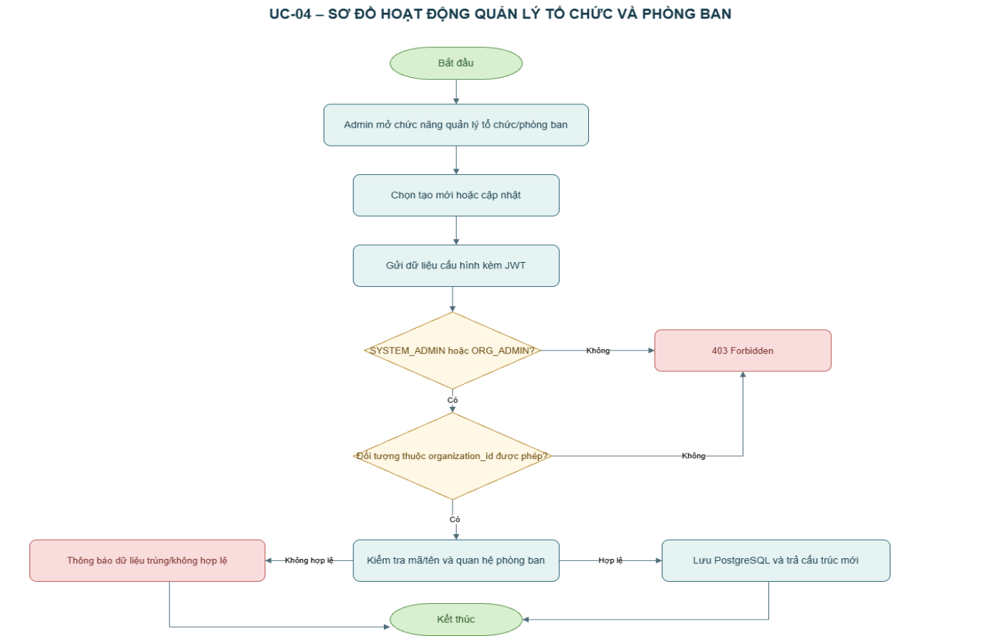 UC-04 – SƠ ĐỒ HOẠT ĐỘNG QUẢN LÝ TỔ CHỨC VÀ PHÒNG BAN
Bắt đầu
Admin mở chức năng quản lý tổ chức/phòng ban
Chọn tạo mới hoặc cập nhật
Gửi dữ liệu cấu hình kèm JWT
SYSTEM_ADMIN hoặc ORG_ADMIN?
Không
403 Forbidden
Có
Đối tượng thuộc organization_id được phép?
Không
Có
Thông báo dữ liệu trùng/không hợp lệ
Không hợp lệ
Kiểm tra mã/tên và quan hệ phòng ban
Hợp lệ
Lưu PostgreSQL và trả cấu trúc mới
Kết thúc